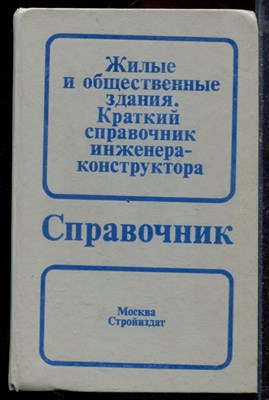 Жилые
и общественные
здания.
Краткий
справочник
инженера-
конструктора
Справочник
Москва
Стройиздат